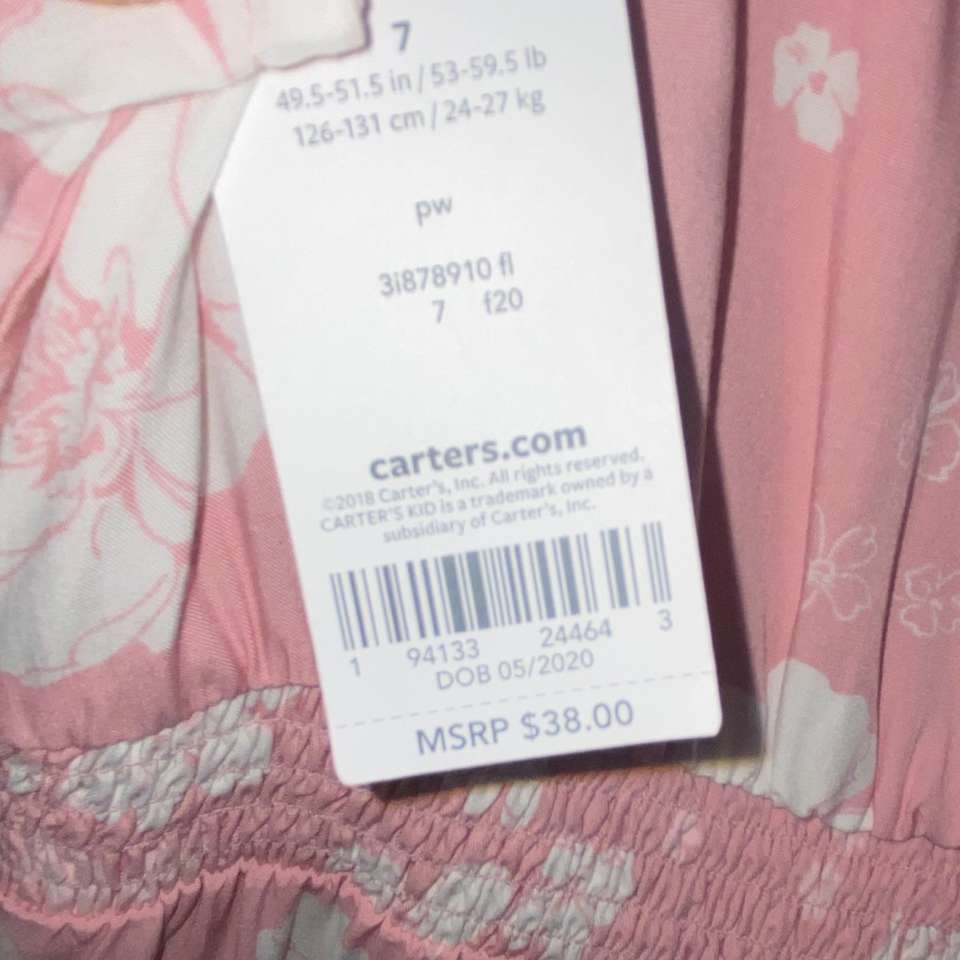 7
49.5-51.5 in / 53-59.5 lb
126-131 cm / 24-27 kg
pw
3i878910 fl
7 f20
carters.com
©2018 Carter's, Inc. All rights reserved.
CARTER'S KID is a trademark owned by a
subsidiary of Carter's, Inc.
1 94133 24464 3
DOB 05/2020
MSRP $38.00